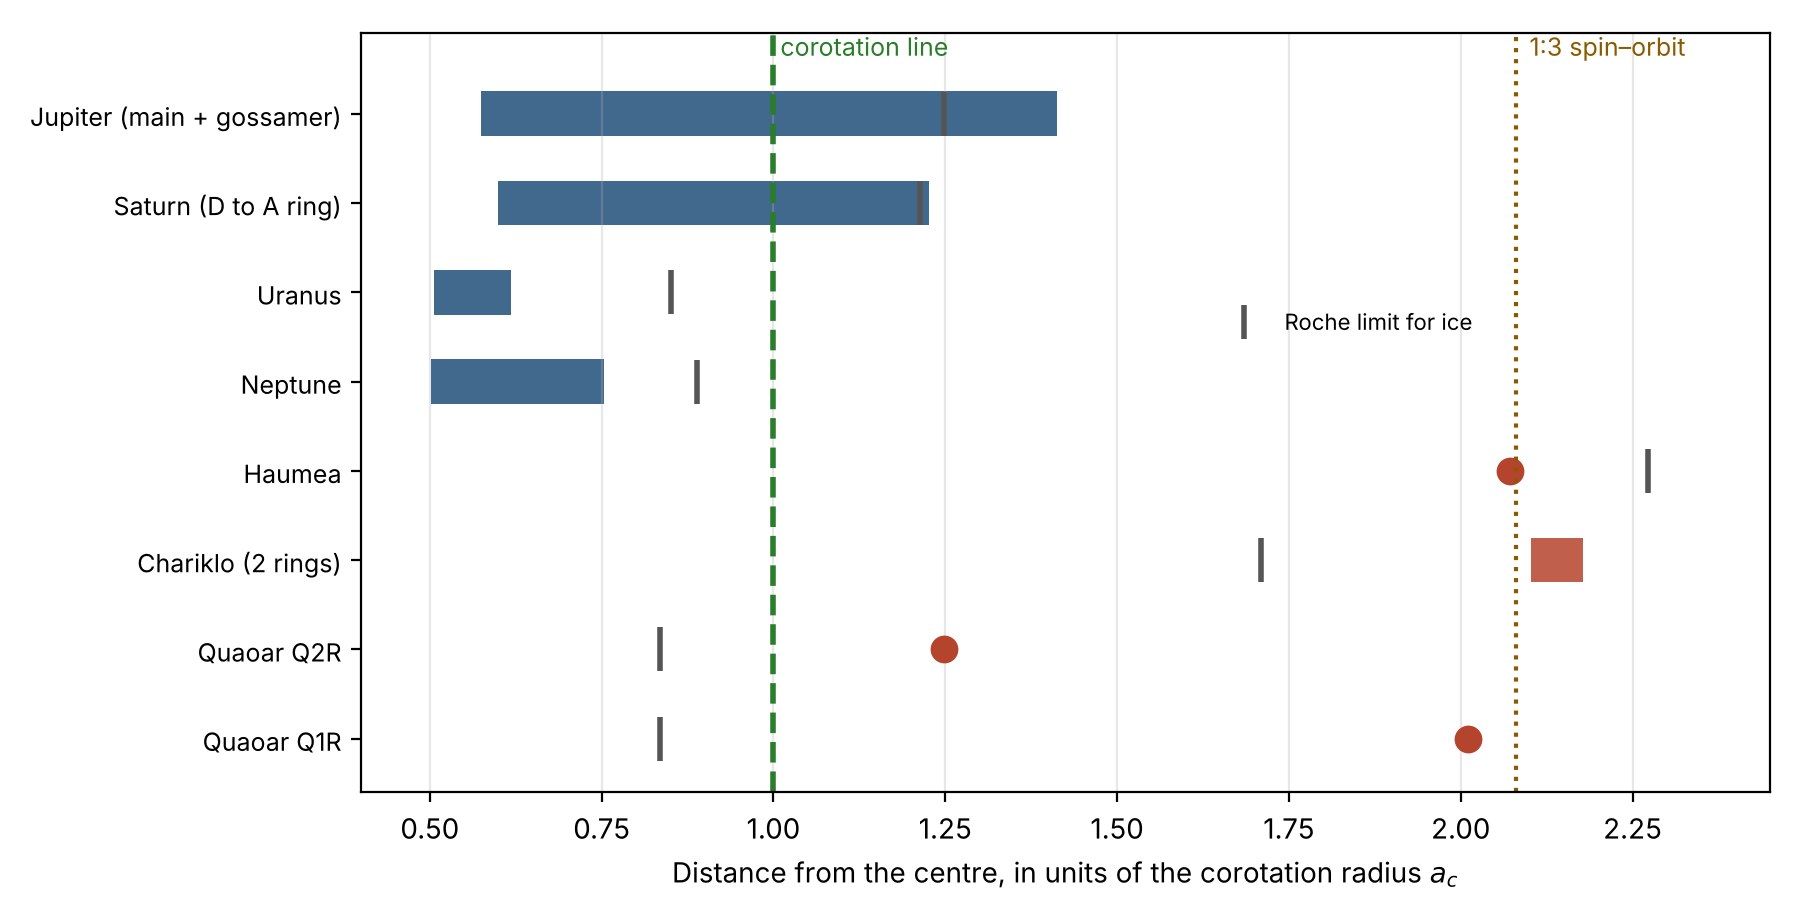 corotation line
1:3 spin–orbit
Jupiter (main + gossamer)
Saturn (D to A ring)
Uranus
Roche limit for ice
Neptune
Haumea
Chariklo (2 rings)
Quaoar Q2R
Quaoar Q1R
0.50 0.75 1.00 1.25 1.50 1.75 2.00 2.25
Distance from the centre, in units of the corotation radius a_c